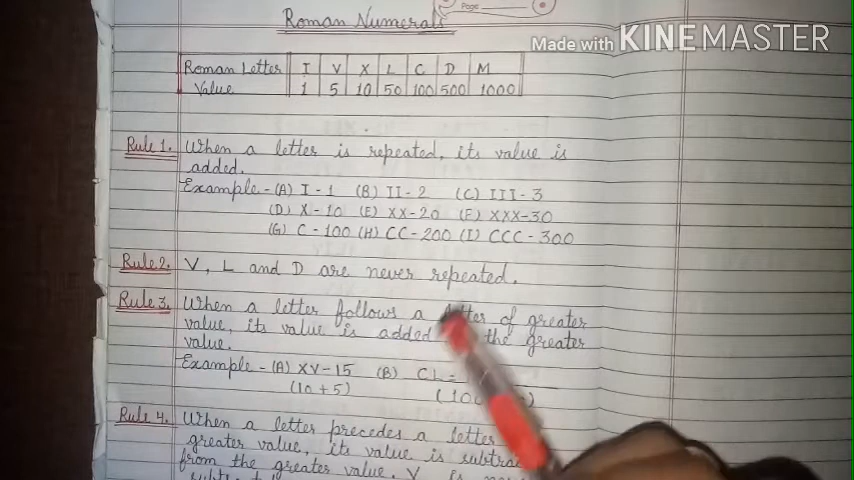 Page
Roman Numerals
Made with KINEMASTER
Roman Letter I V X L C D M
Value 1 5 10 50 100 500 1000
Rule 1. When a letter is repeated, its value is
added.
Example - (A) I - 1 (B) II - 2 (C) III - 3
(D) X - 10 (E) XX - 20 (F) XXX - 30
(G) C - 100 (H) CC - 200 (I) CCC - 300
Rule 2. V, L and D are never repeated.
Rule 3. When a letter follows a letter of greater
value, its value is added the greater
value.
Example - (A) XV - 15 (B) CL =
(10 + 5) (100
Rule 4. When a letter precedes a letter
greater value, its value is
from the greater value. V is